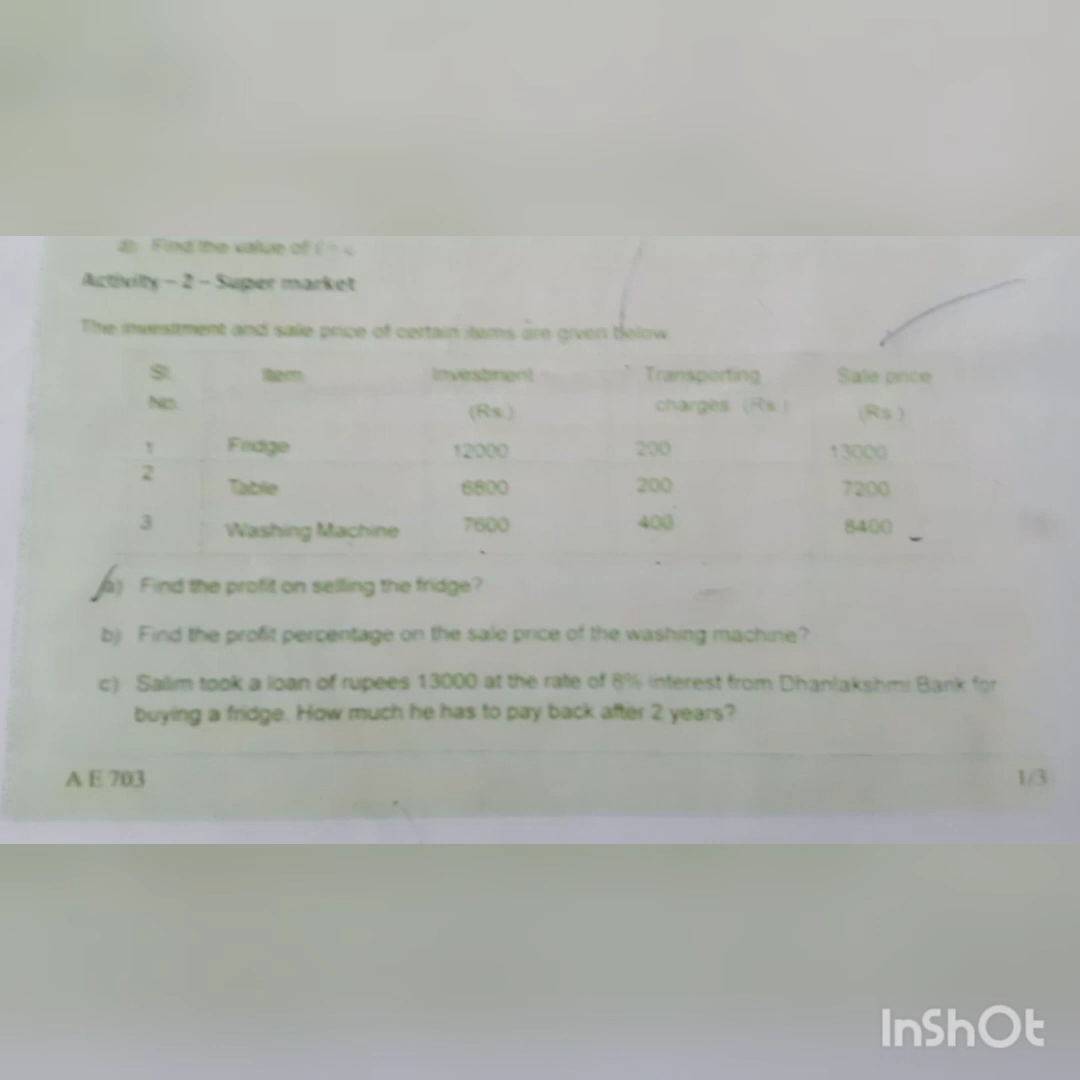 d) Find the value of
Activity – 2 – Super market
The investment and sale price of certain items are given below
Sl. No. Item Investment (Rs.) Transporting charges (Rs.) Sale price (Rs.)
1 Fridge 12000 200 13000
2 Table 6800 200 7200
3 Washing Machine 7600 400 8400
a) Find the profit on selling the fridge?
b) Find the profit percentage on the sale price of the washing machine?
c) Salim took a loan of rupees 13000 at the rate of 8% interest from Dhanlakshmi Bank for
buying a fridge. How much he has to pay back after 2 years?
A E 703 1/3
InShOt